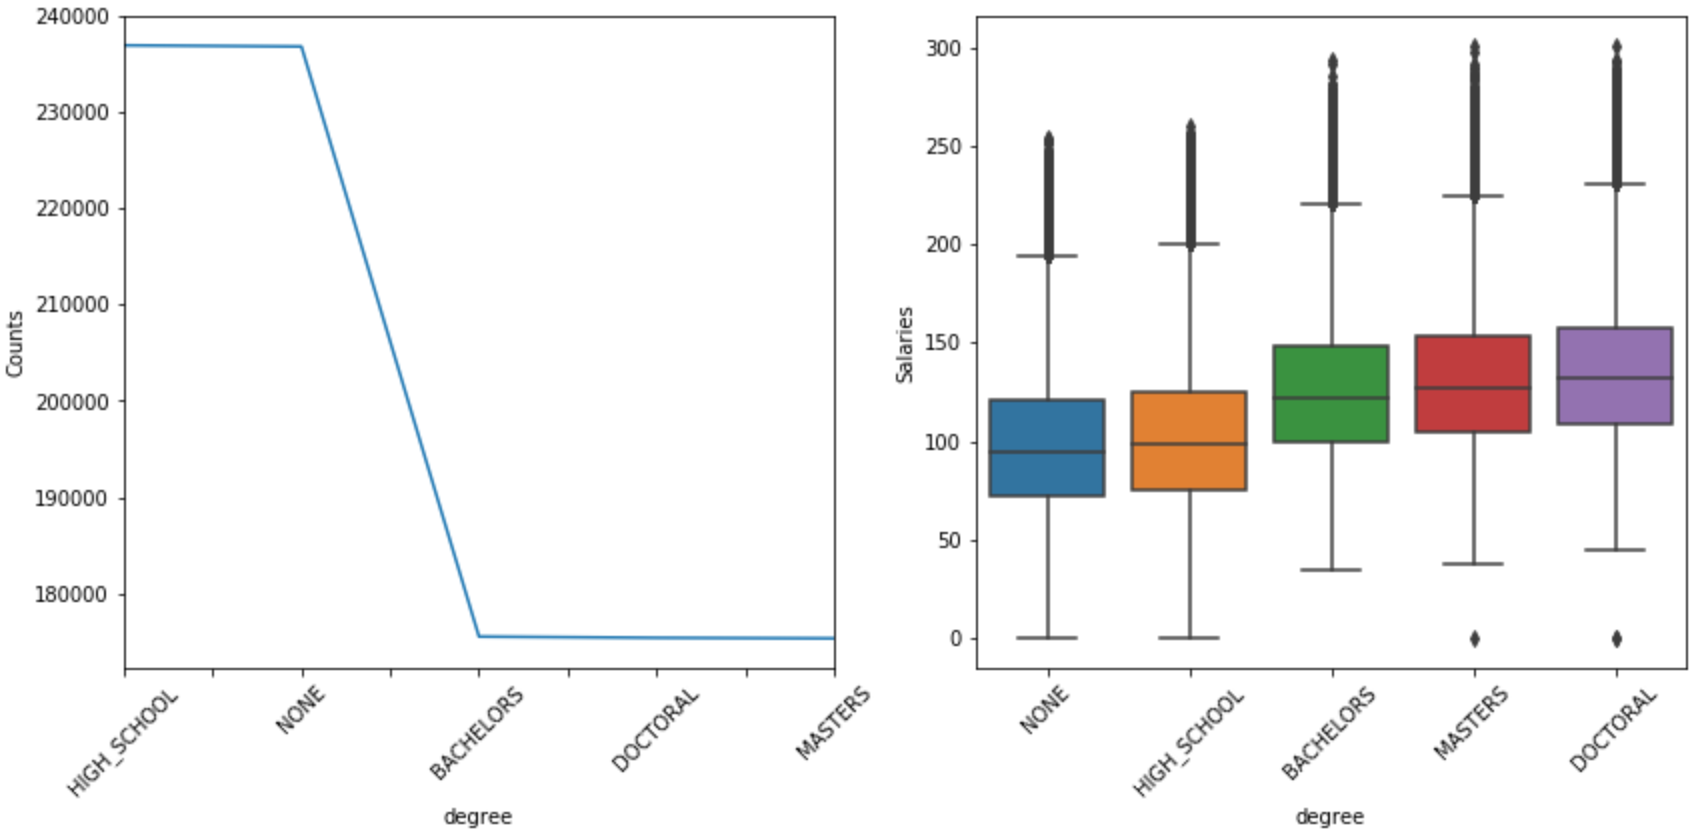 240000
230000
220000
210000
200000
190000
180000
Counts
HIGH_SCHOOL
NONE
BACHELORS
DOCTORAL
MASTERS
degree
300
250
200
150
100
50
0
Salaries
NONE
HIGH_SCHOOL
BACHELORS
MASTERS
DOCTORAL
degree